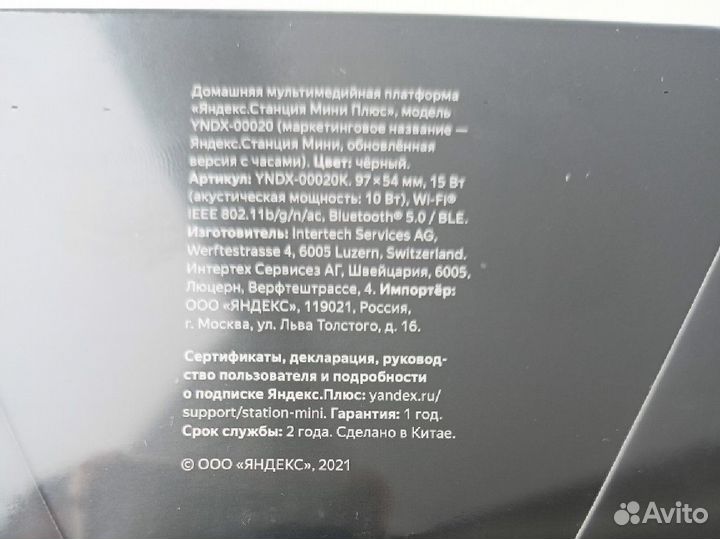 Домашняя мультимедийная платформа
«Яндекс.Станция Мини Плюс», модель
YNDX-00020 (маркетинговое название —
Яндекс.Станция Мини, обновлённая
версия с часами). Цвет: чёрный.
Артикул: YNDX-00020K. 97×54 мм, 15 Вт
(акустическая мощность: 10 Вт), Wi-Fi®
IEEE 802.11b/g/n/ac, Bluetooth® 5.0 / BLE.
Изготовитель: Intertech Services AG,
Werftestrasse 4, 6005 Luzern, Switzerland.
Интертех Сервисез АГ, Швейцария, 6005,
Люцерн, Верфтештрассе, 4. Импортёр:
ООО «ЯНДЕКС», 119021, Россия,
г. Москва, ул. Льва Толстого, д. 16.
Сертификаты, декларация, руковод-
ство пользователя и подробности
о подписке Яндекс.Плюс: yandex.ru/
support/station-mini. Гарантия: 1 год.
Срок службы: 2 года. Сделано в Китае.
© ООО «ЯНДЕКС», 2021
Avito